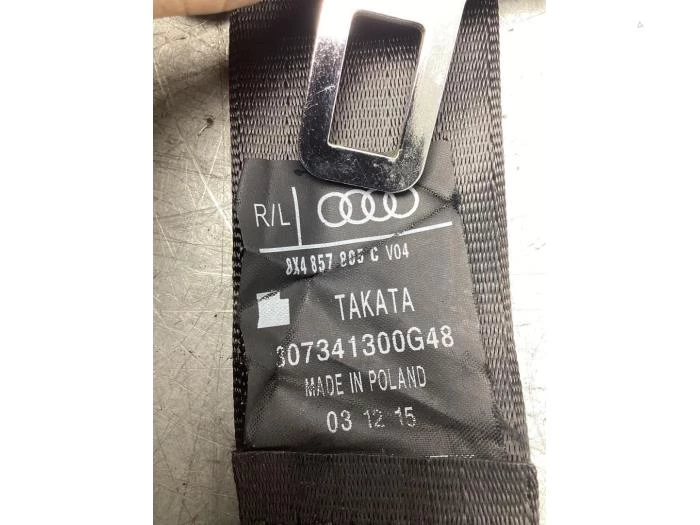 R/L
8X4 857 805 C V04
TAKATA
307341300G48
MADE IN POLAND
03 12 15